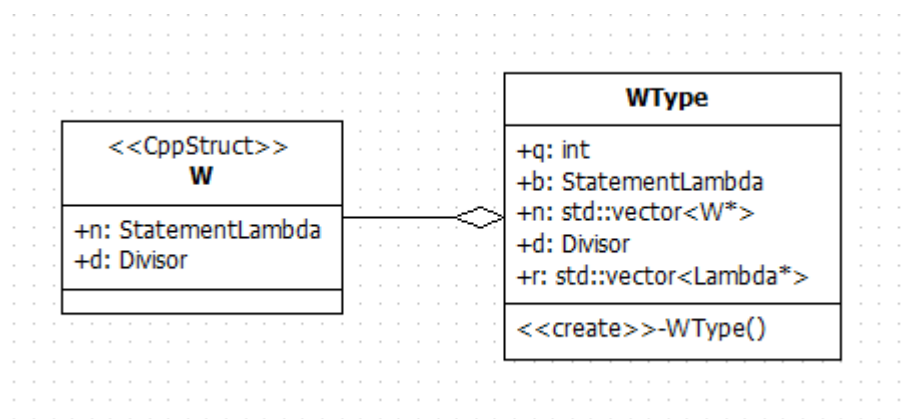 <<CppStruct>>
W
+n: StatementLambda
+d: Divisor
WType
+q: int
+b: StatementLambda
+n: std::vector<W*>
+d: Divisor
+r: std::vector<Lambda*>
<<create>>-WType()